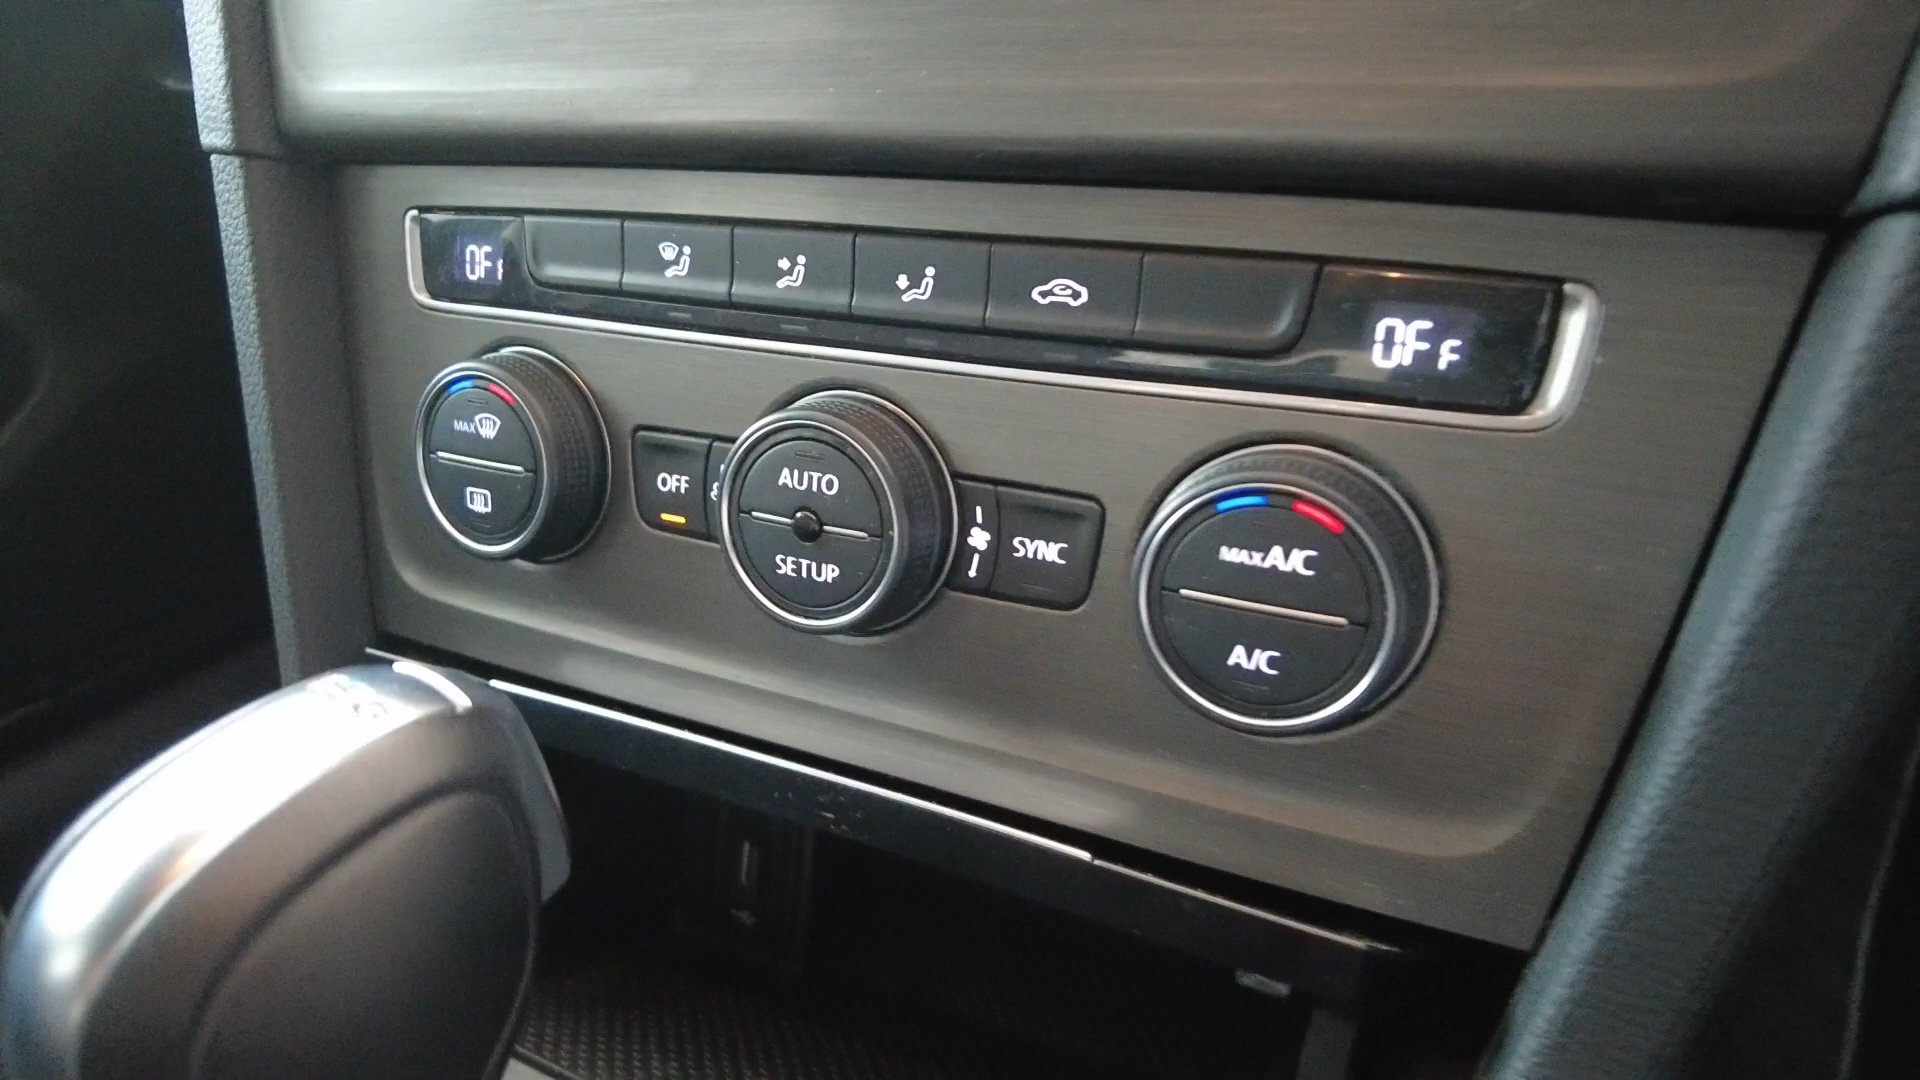 OFF
OFF
MAX
OFF
AUTO
SETUP
SYNC
MAX A/C
A/C